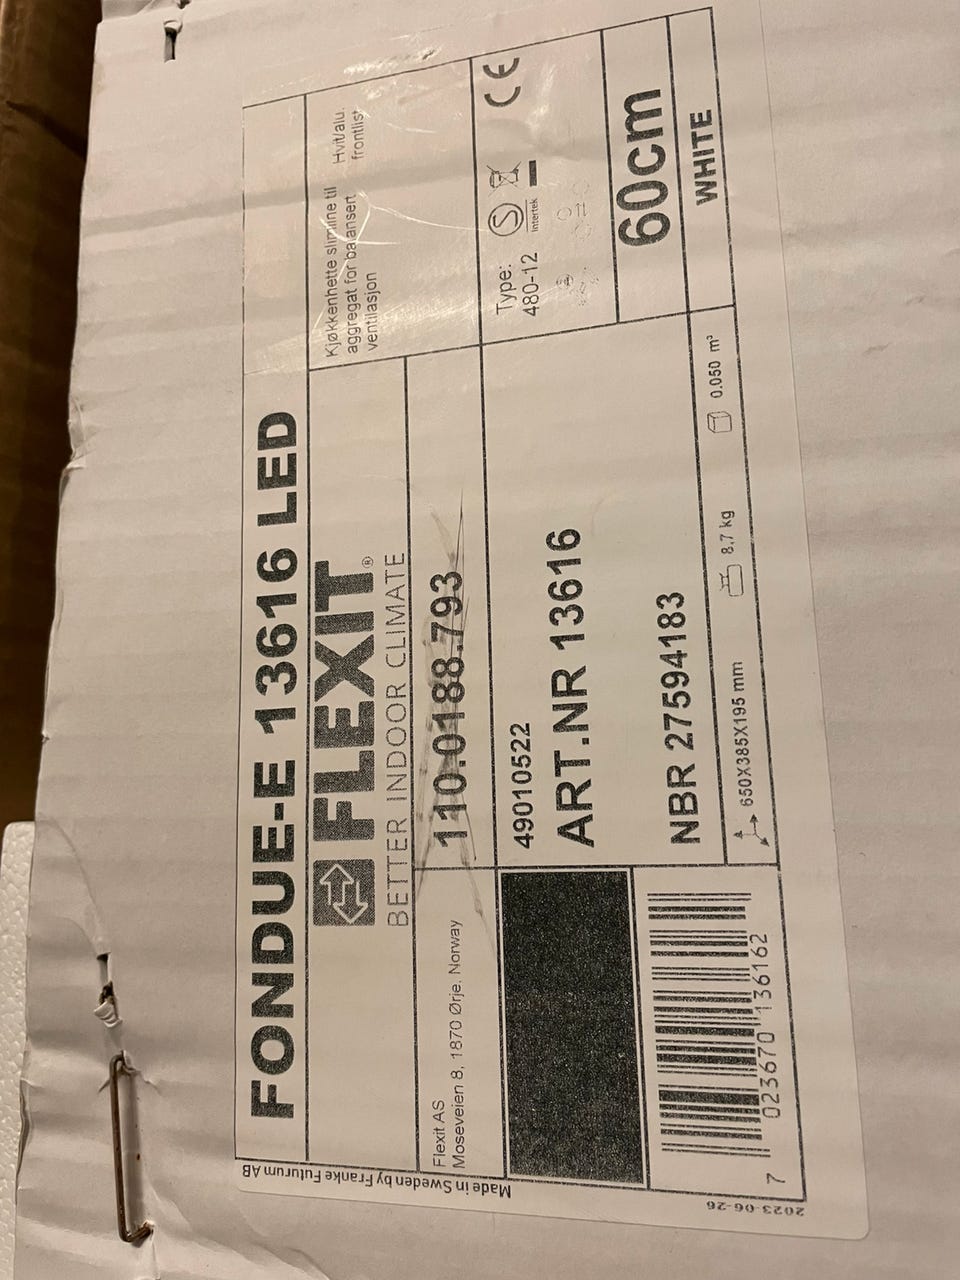 FONDUE-E 13616 LED
FLEXIT®
BETTER INDOOR CLIMATE
Kjøkkenhette slimline til
aggregat for balansert
ventilasjon
Hvit/alu.
frontlist
Flexit AS
Moseveien 8, 1870 Ørje. Norway
110.0188.793
49010522
ART.NR 13616
NBR 27594183
Type:
480-12
S
Intertek
CE
60cm
WHITE
650X385X195 mm
8.7 kg
0.050 m³
7 023670 136162
Made in Sweden by Franke Futurum AB
2023-06-26